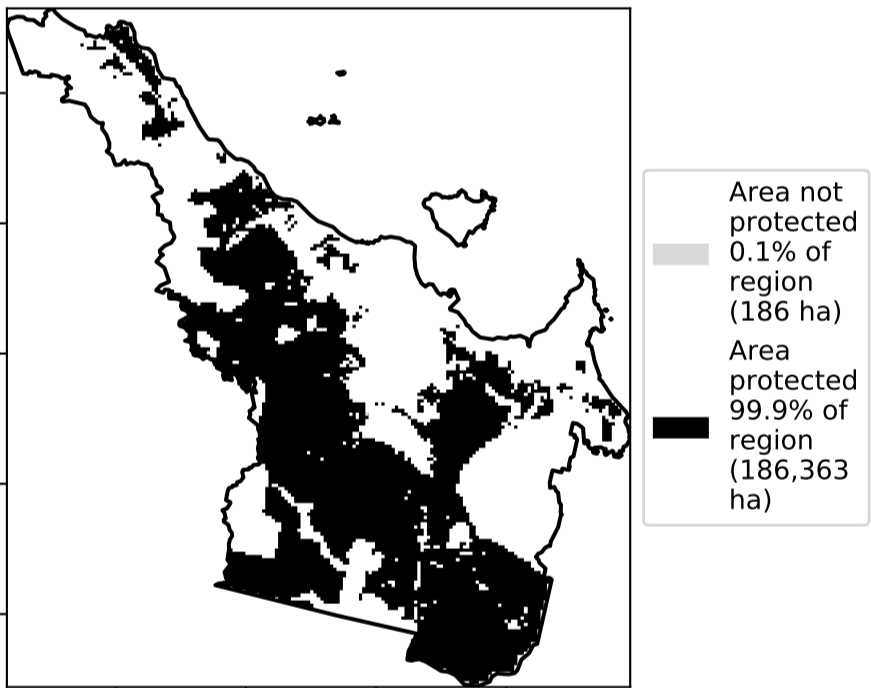 Area not
protected
0.1% of
region
(186 ha)
Area
protected
99.9% of
region
(186,363
ha)